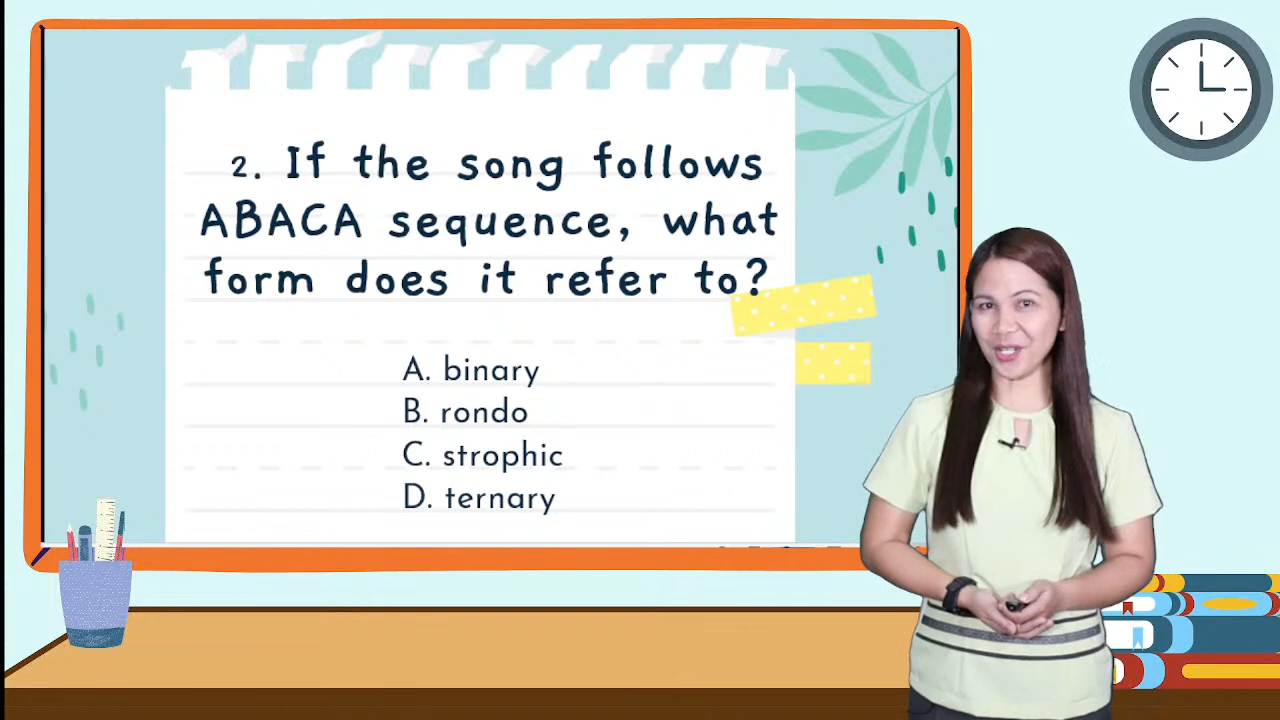 2. If the song follows
ABACA sequence, what
form does it refer to?
A. binary
B. rondo
C. strophic
D. ternary